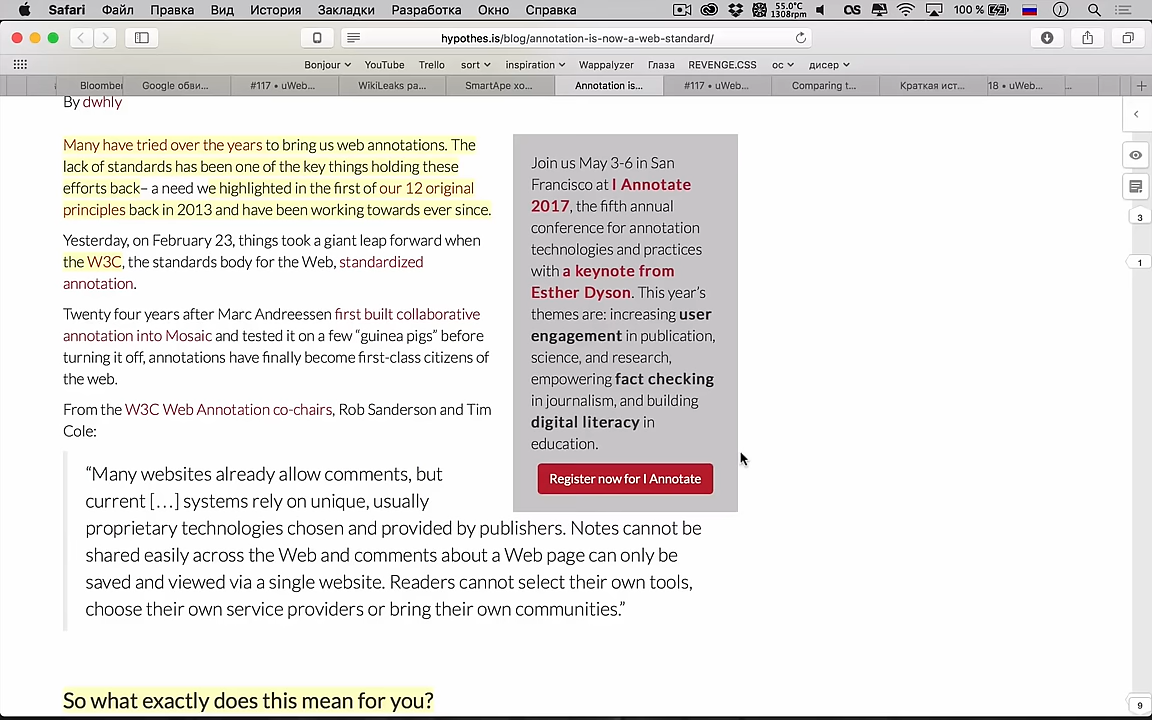 Safari Файл Правка Вид История Закладки Разработка Окно Справка 55.0°C 1308rpm 100 %
hypothes.is/blog/annotation-is-now-a-web-standard/
Bonjour YouTube Trello sort inspiration Wappalyzer Глаза REVENGE.CSS ос дисер
Bloomber Google обви... #117 • uWeb... WikiLeaks ра... SmartApe хо... Annotation is... #117 • uWeb... Comparing t... Краткая ист... 18 • uWeb...
By dwhly
Many have tried over the years to bring us web annotations. The
lack of standards has been one of the key things holding these
efforts back– a need we highlighted in the first of our 12 original
principles back in 2013 and have been working towards ever since.
Yesterday, on February 23, things took a giant leap forward when
the W3C, the standards body for the Web, standardized
annotation.
Twenty four years after Marc Andreessen first built collaborative
annotation into Mosaic and tested it on a few “guinea pigs” before
turning it off, annotations have finally become first-class citizens of
the web.
From the W3C Web Annotation co-chairs, Rob Sanderson and Tim
Cole:
“Many websites already allow comments, but
current […] systems rely on unique, usually
proprietary technologies chosen and provided by publishers. Notes cannot be
shared easily across the Web and comments about a Web page can only be
saved and viewed via a single website. Readers cannot select their own tools,
choose their own service providers or bring their own communities.”
So what exactly does this mean for you?
Join us May 3-6 in San
Francisco at I Annotate
2017, the fifth annual
conference for annotation
technologies and practices
with a keynote from
Esther Dyson. This year’s
themes are: increasing user
engagement in publication,
science, and research,
empowering fact checking
in journalism, and building
digital literacy in
education.
Register now for I Annotate
3
1
9